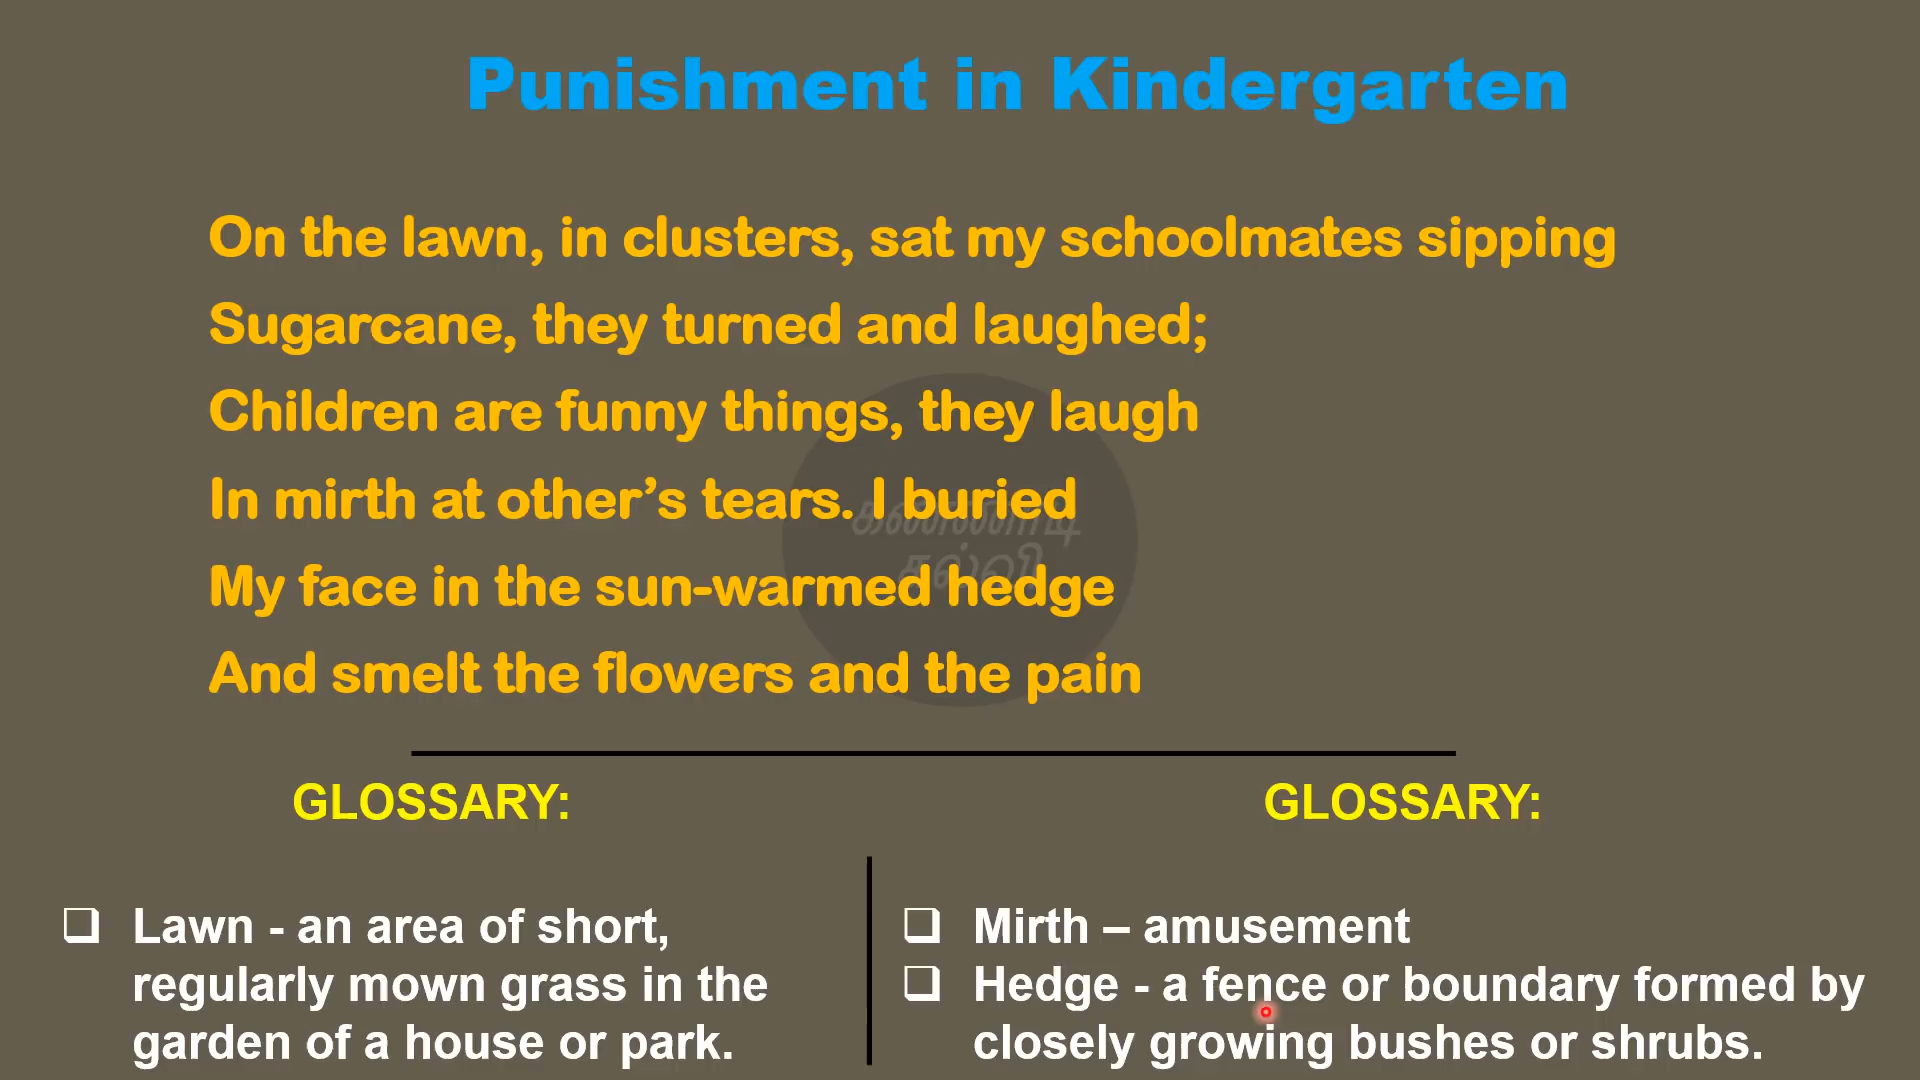 Punishment in Kindergarten
On the lawn, in clusters, sat my schoolmates sipping
Sugarcane, they turned and laughed;
Children are funny things, they laugh
In mirth at other’s tears. I buried
My face in the sun-warmed hedge
And smelt the flowers and the pain
கண்ணாடி
கல்வி
GLOSSARY:
❑ Lawn - an area of short,
regularly mown grass in the
garden of a house or park.
GLOSSARY:
❑ Mirth – amusement
❑ Hedge - a fence or boundary formed by
closely growing bushes or shrubs.